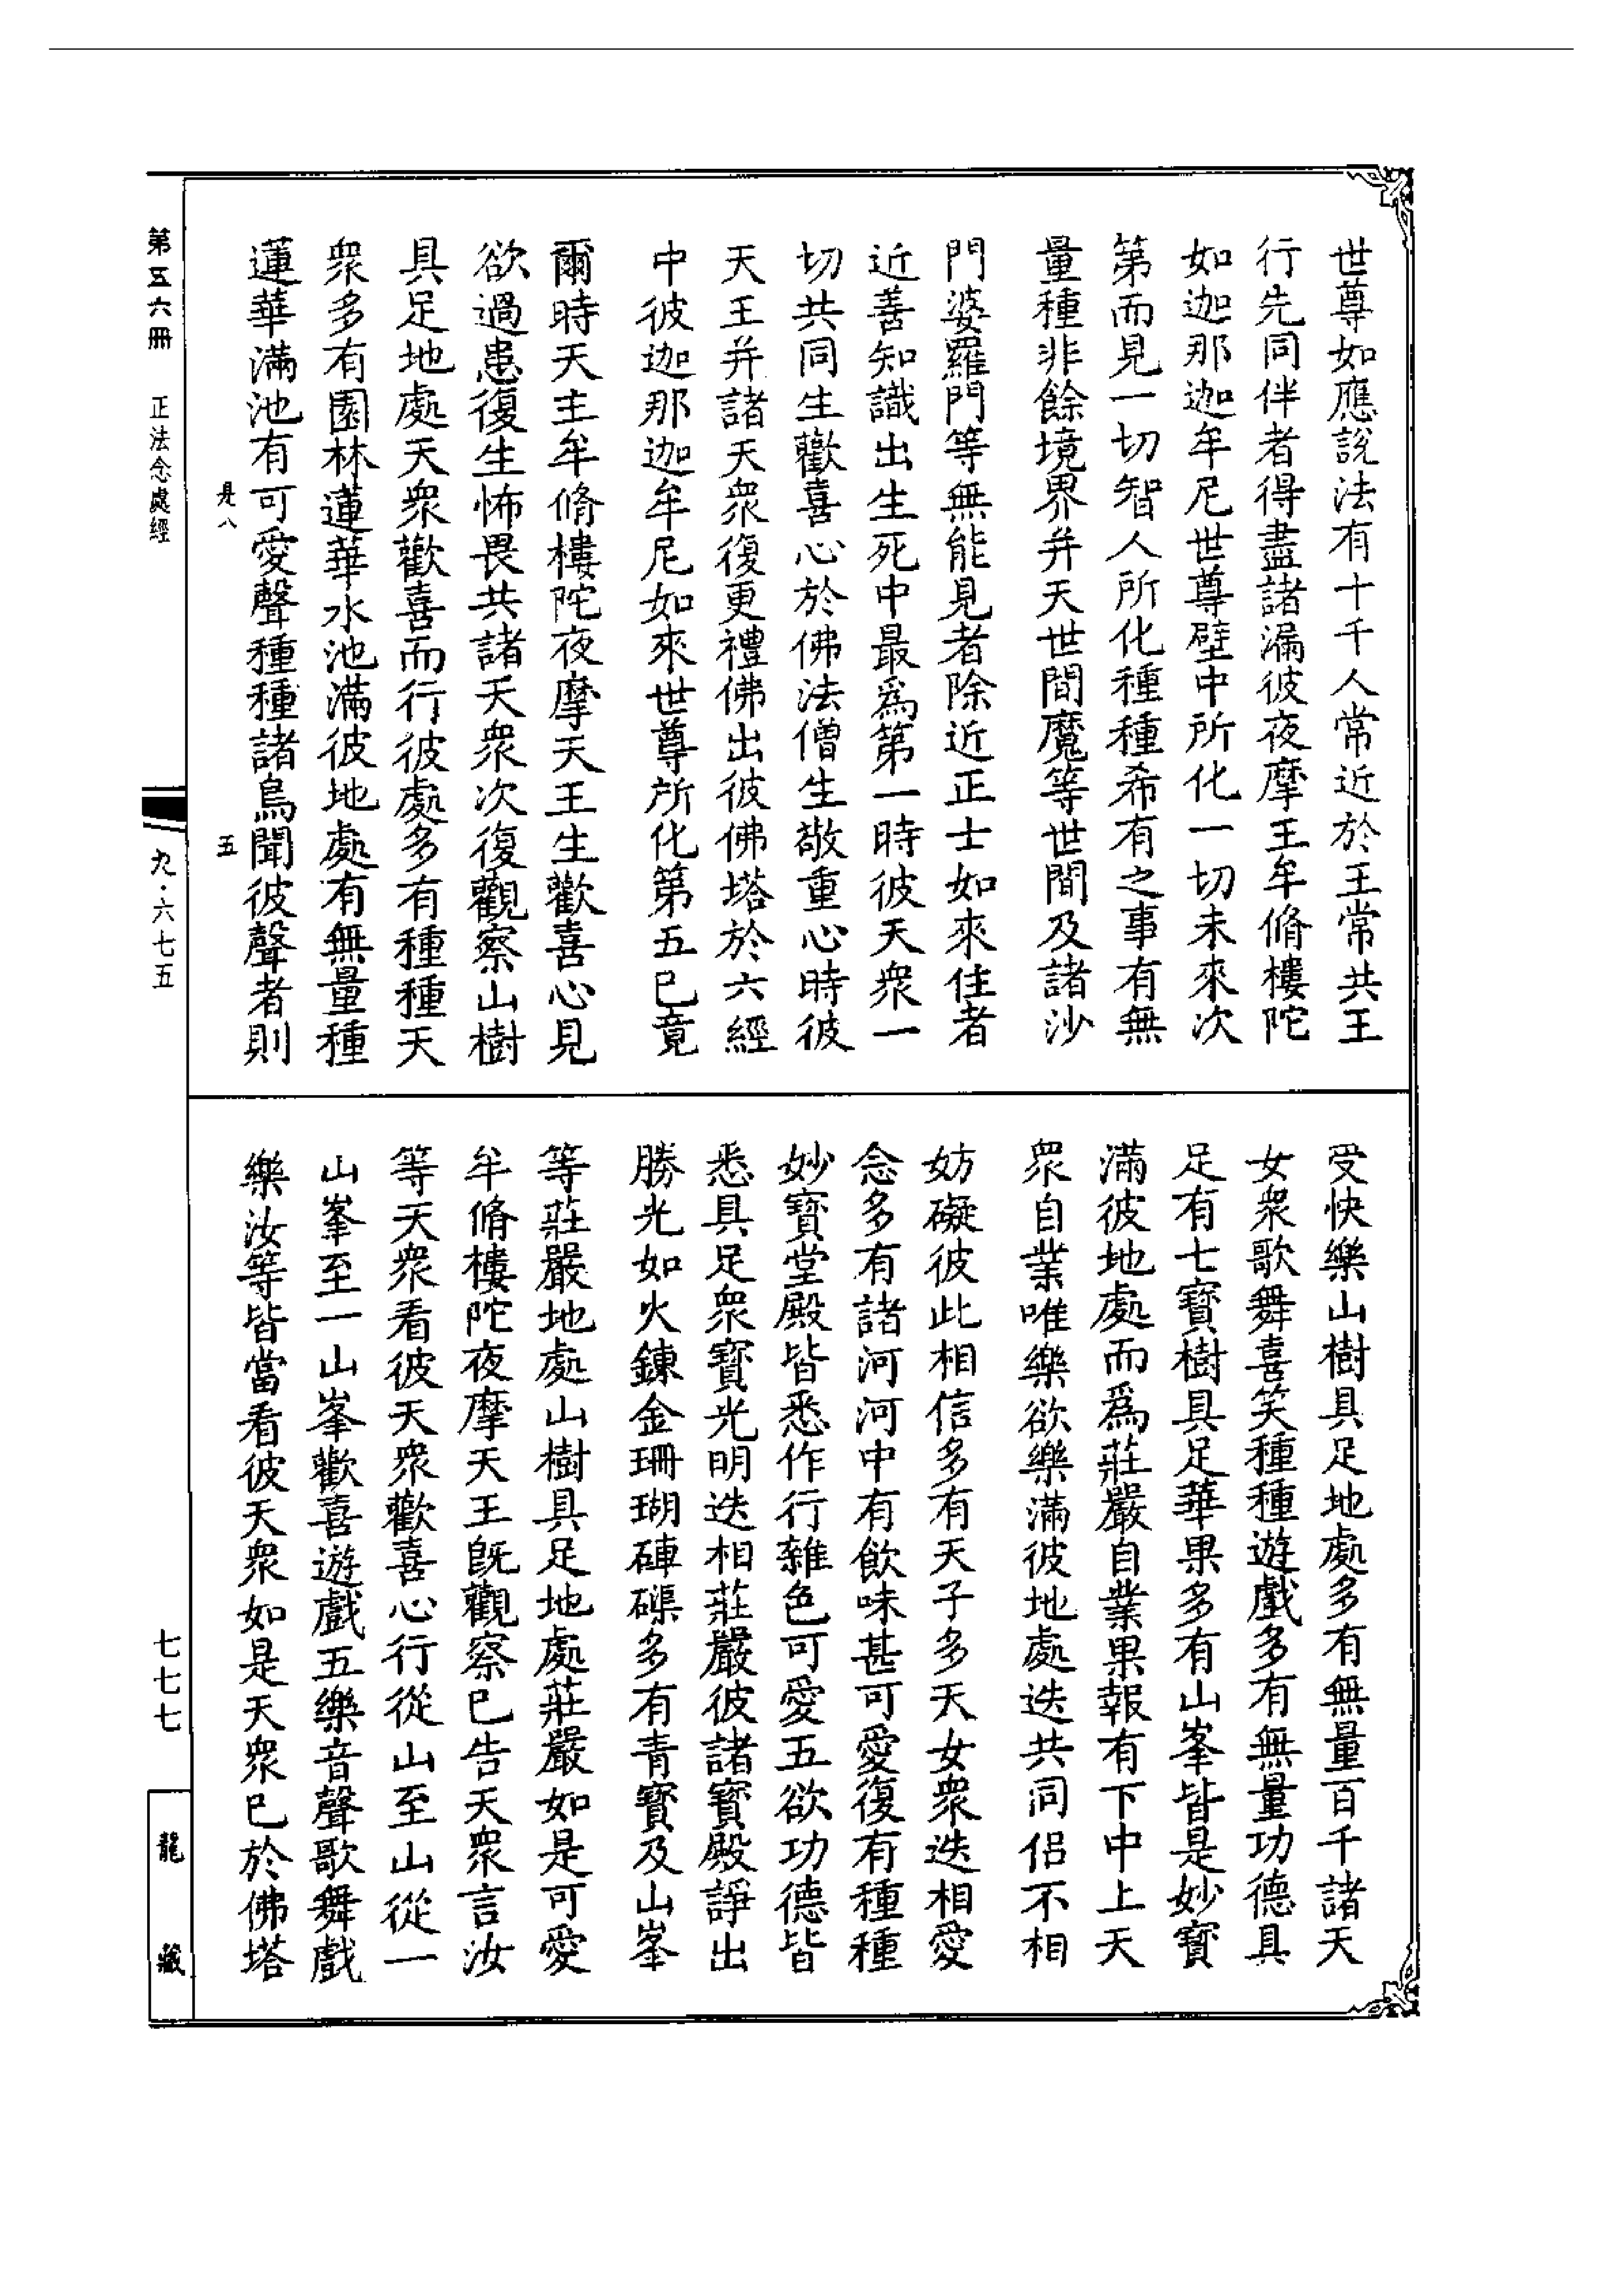 世尊如應說法有十千人常近於王常共王
行先同伴者得盡諸漏彼夜摩王牟脩樓陀
如迦那迦牟尼世尊壁中所化一切未來次
第而見一切智人所化種種希有之事有無
量種非餘境界并天世間魔等世間及諸沙
門婆羅門等無能見者除近正士如來住者
近善知識出生死中最為第一時彼天衆一
切共同生歡喜心於佛法僧生敬重心時彼
天王并諸天衆復更禮佛出彼佛塔於六經
中彼迦那迦牟尼如來世尊所化第五已竟
爾時天主牟脩樓陀夜摩天王生歡喜心見
欲過患復生怖畏共諸天衆次復觀察山樹
具足地處天衆歡喜而行彼處多有種種天
衆多有園林蓮華水池滿彼地處有無量種
蓮華滿池有可愛聲種種諸鳥聞彼聲者則
是八
五
受快樂山樹具足地處多有無量百千諸天
女衆歌舞喜笑種種遊戲多有無量功德具
足有七寶樹具足華果多有山峯皆是妙寶
滿彼地處而為莊嚴自業果報有下中上天
衆自業唯樂欲樂滿彼地處迭共同侶不相
妨礙彼此相信多有天子多天女衆迭相愛
念多有諸河河中有飲味甚可愛復有種種
妙寶堂殿皆悉作行雜色可愛五欲功德皆
悉具足衆寶光明迭相莊嚴彼諸寶殿諍出
勝光如火鍊金珊瑚硨磲多有青寶及山峯
等莊嚴地處山樹具足地處莊嚴如是可愛
牟脩樓陀夜摩天王旣觀察已告天衆言汝
等天衆看彼天衆歡喜心行從山至山從一
山峯至一山峯歡喜遊戲五樂音聲歌舞戲
樂汝等皆當看彼天衆如是天衆已於佛塔
第五六冊 正法念處經
九·六七五
七七七
龍藏